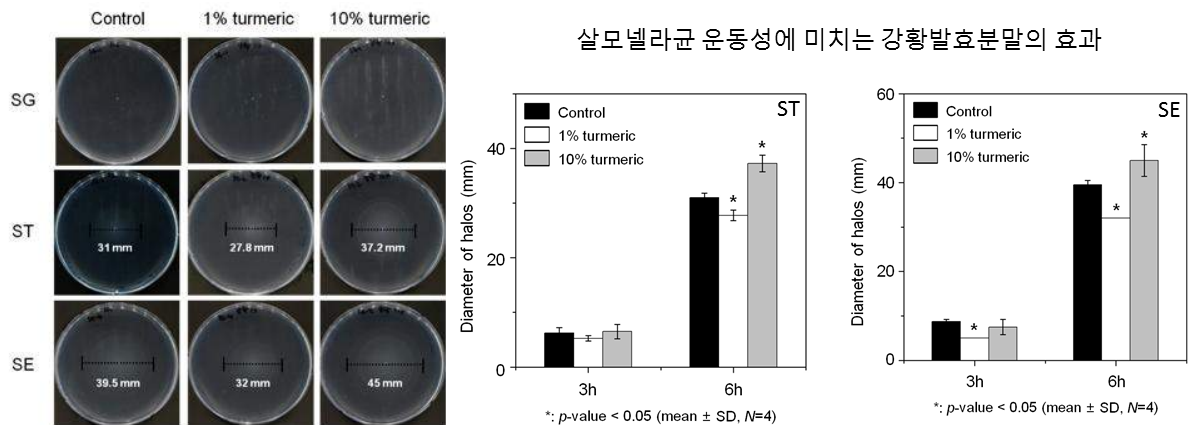 Control 1% turmeric 10% turmeric
SG
ST
31 mm 27.8 mm 37.2 mm
SE
39.5 mm 32 mm 45 mm
살모넬라균 운동성에 미치는 강황발효분말의 효과
Diameter of halos (mm)
40
20
0
Control
1% turmeric
10% turmeric
ST
*
*
3h 6h
*: p-value < 0.05 (mean ± SD, N=4)
Diameter of halos (mm)
60
40
20
0
Control
1% turmeric
10% turmeric
SE
*
*
*
3h 6h
*: p-value < 0.05 (mean ± SD, N=4)